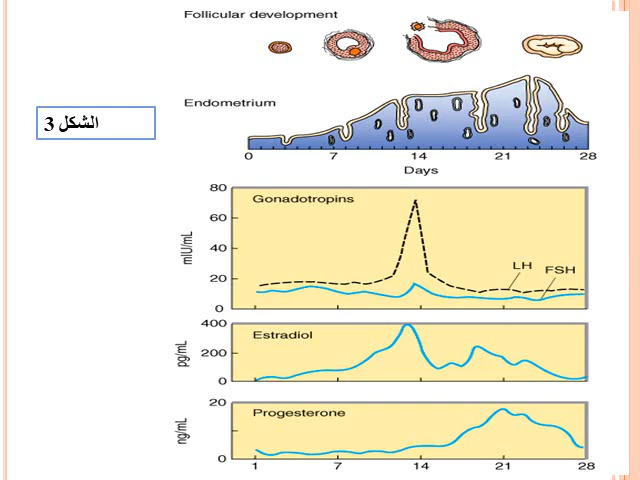 Follicular development
الشكل 3
Endometrium
0 7 14 21 28
Days
80
60
40
20
0
mIU/mL
Gonadotropins
LH
FSH
400
200
0
pg/mL
Estradiol
20
0
ng/mL
Progesterone
1 7 14 21 28